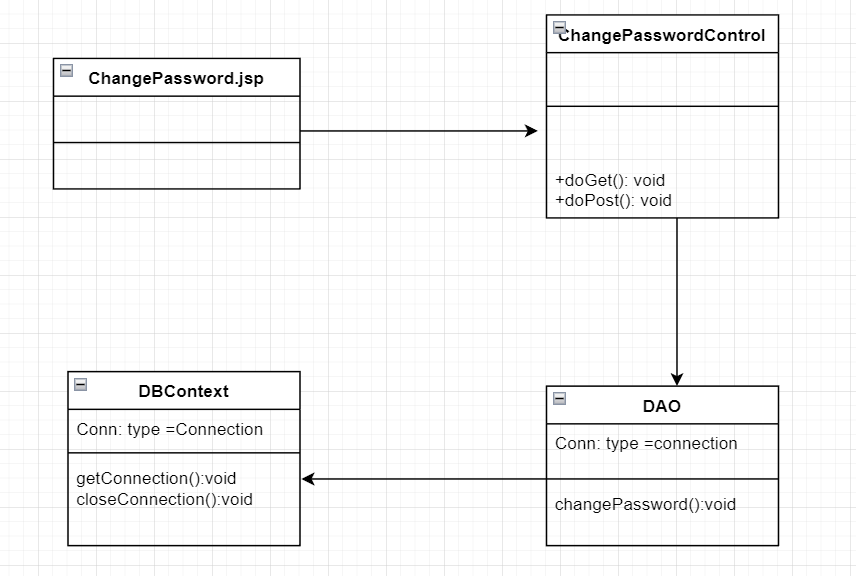 ChangePassword.jsp
ChangePasswordControl
+doGet(): void
+doPost(): void
DBContext
Conn: type =Connection
getConnection():void
closeConnection():void
DAO
Conn: type =connection
changePassword():void